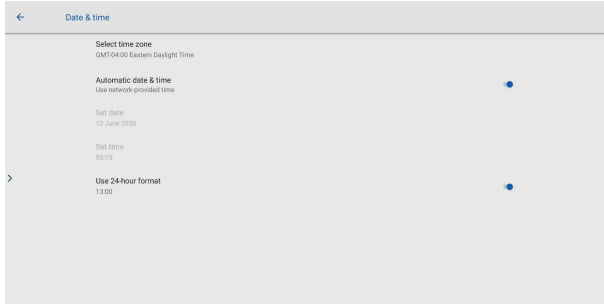 Date & time
Select time zone
GMT-04:00 Eastern Daylight Time
Automatic date & time
Use network-provided time
Set date
12 June 2020
Set time
05:15
Use 24-hour format
13:00